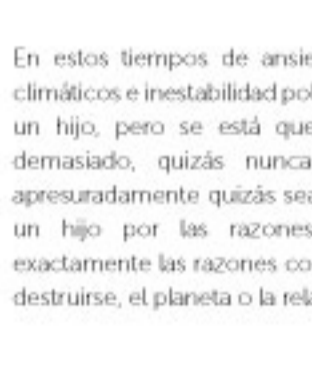 En estos tiempos de ansie
climáticos e inestabilidad pol
un hijo, pero se está que
demasiado, quizás nunca
apresuradamente quizás sea
un hijo por las razones
exactamente las razones co
destruirse, el planeta o la rela